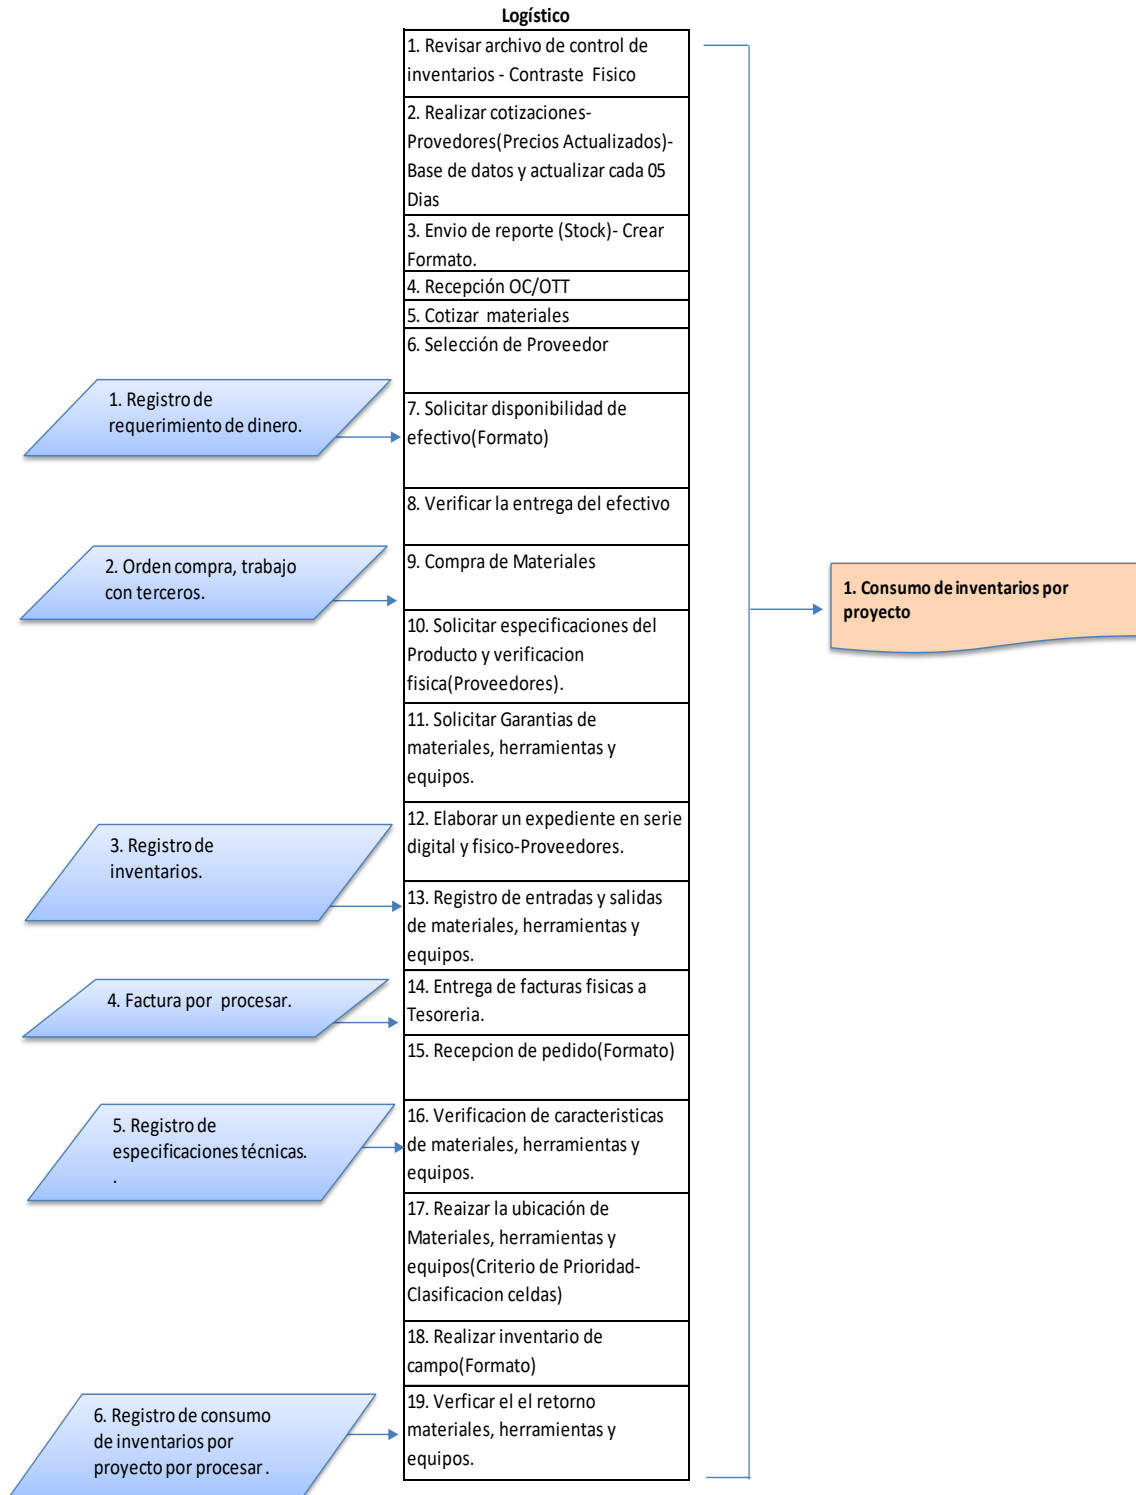 Logístico
1. Revisar archivo de control de
inventarios - Contraste Fisico
2. Realizar cotizaciones-
Provedores(Precios Actualizados)-
Base de datos y actualizar cada 05
Dias
3. Envio de reporte (Stock)- Crear
Formato.
4. Recepción OC/OTT
5. Cotizar materiales
6. Selección de Proveedor
1. Registro de
requerimiento de dinero.
7. Solicitar disponibilidad de
efectivo(Formato)
8. Verificar la entrega del efectivo
2. Orden compra, trabajo
con terceros.
9. Compra de Materiales
1. Consumo de inventarios por
proyecto
10. Solicitar especificaciones del
Producto y verificacion
fisica(Proveedores).
11. Solicitar Garantias de
materiales, herramientas y
equipos.
12. Elaborar un expediente en serie
digital y fisico-Proveedores.
3. Registro de
inventarios.
13. Registro de entradas y salidas
de materiales, herramientas y
equipos.
4. Factura por procesar.
14. Entrega de facturas fisicas a
Tesoreria.
15. Recepcion de pedido(Formato)
5. Registro de
especificaciones técnicas.
.
16. Verificacion de caracteristicas
de materiales, herramientas y
equipos.
17. Reaizar la ubicación de
Materiales, herramientas y
equipos(Criterio de Prioridad-
Clasificacion celdas)
18. Realizar inventario de
campo(Formato)
6. Registro de consumo
de inventarios por
proyecto por procesar .
19. Verficar el el retorno
materiales, herramientas y
equipos.